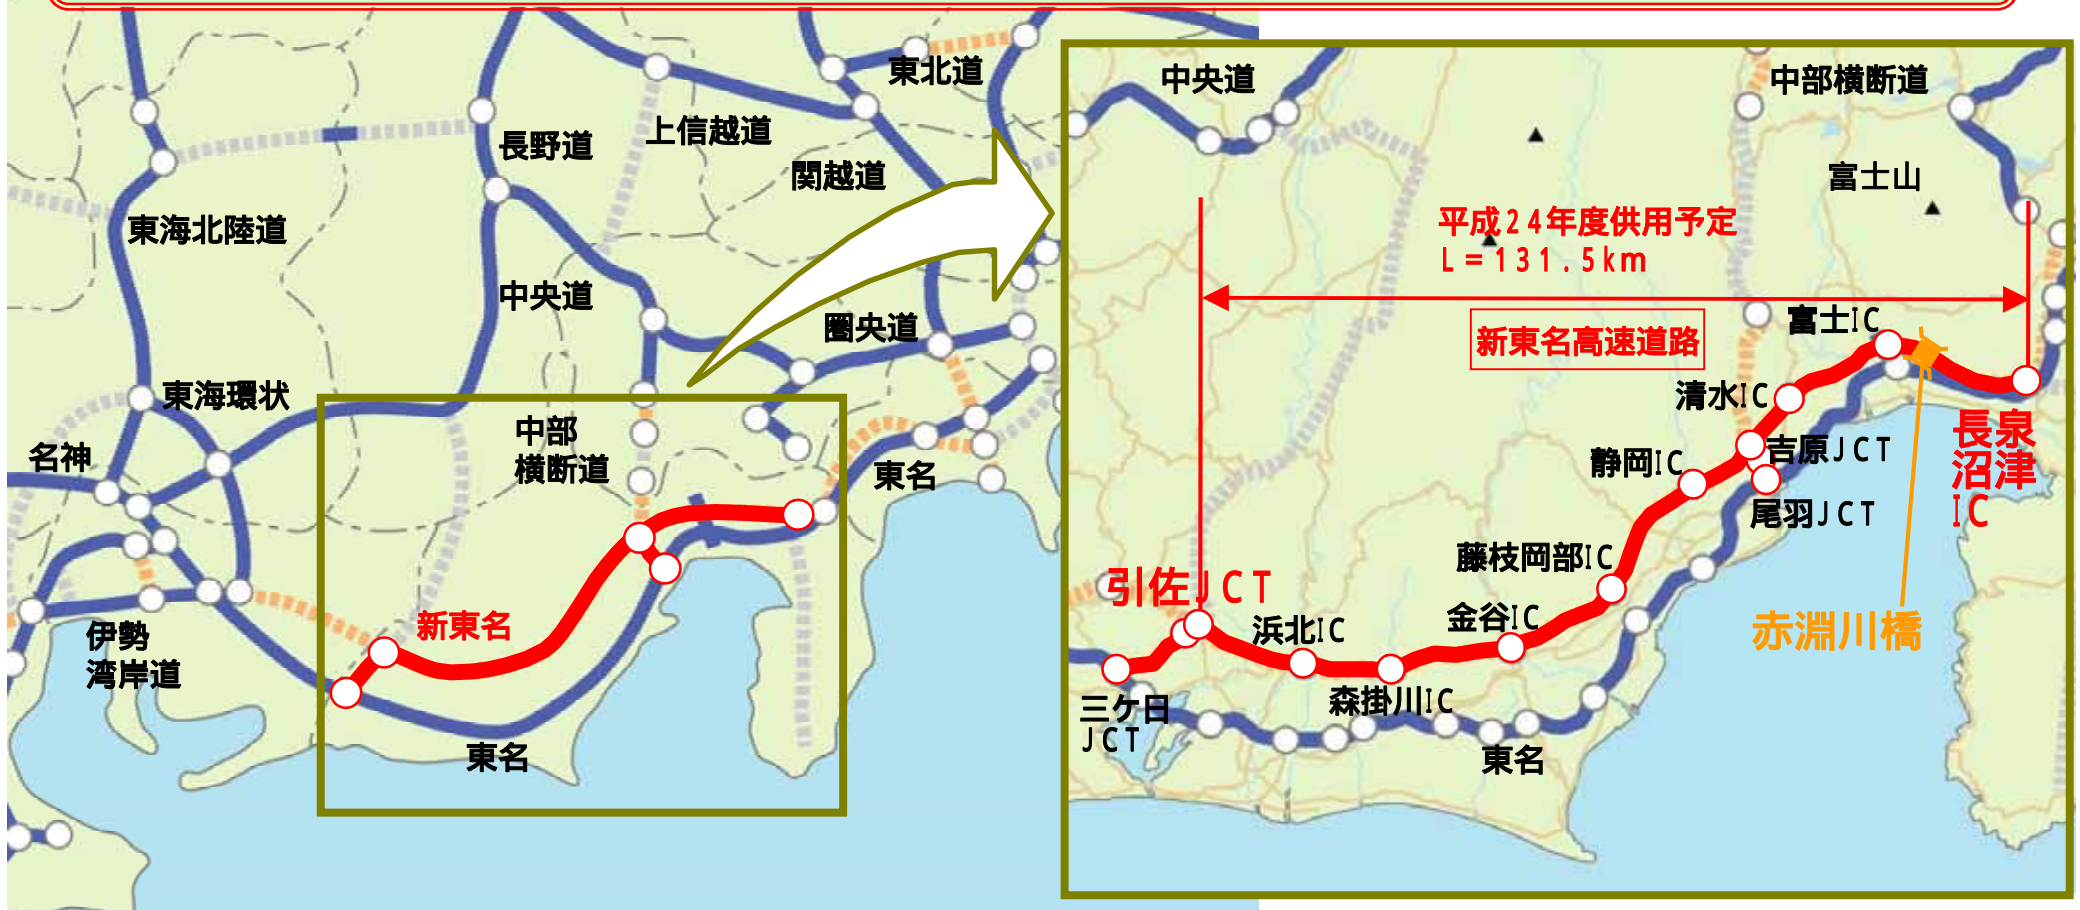 東北道
上信越道
長野道
関越道
東海北陸道
中央道
圏央道
東海環状
中部
横断道
名神
東名
新東名
伊勢
湾岸道
東名
中央道
中部横断道
富士山
平成24年度供用予定
L=131.5km
新東名高速道路
富士IC
清水IC
吉原JCT
静岡IC
尾羽JCT
長泉
沼津
IC
藤枝岡部IC
引佐JCT
金谷IC
浜北IC
赤淵川橋
森掛川IC
三ケ日
JCT
東名